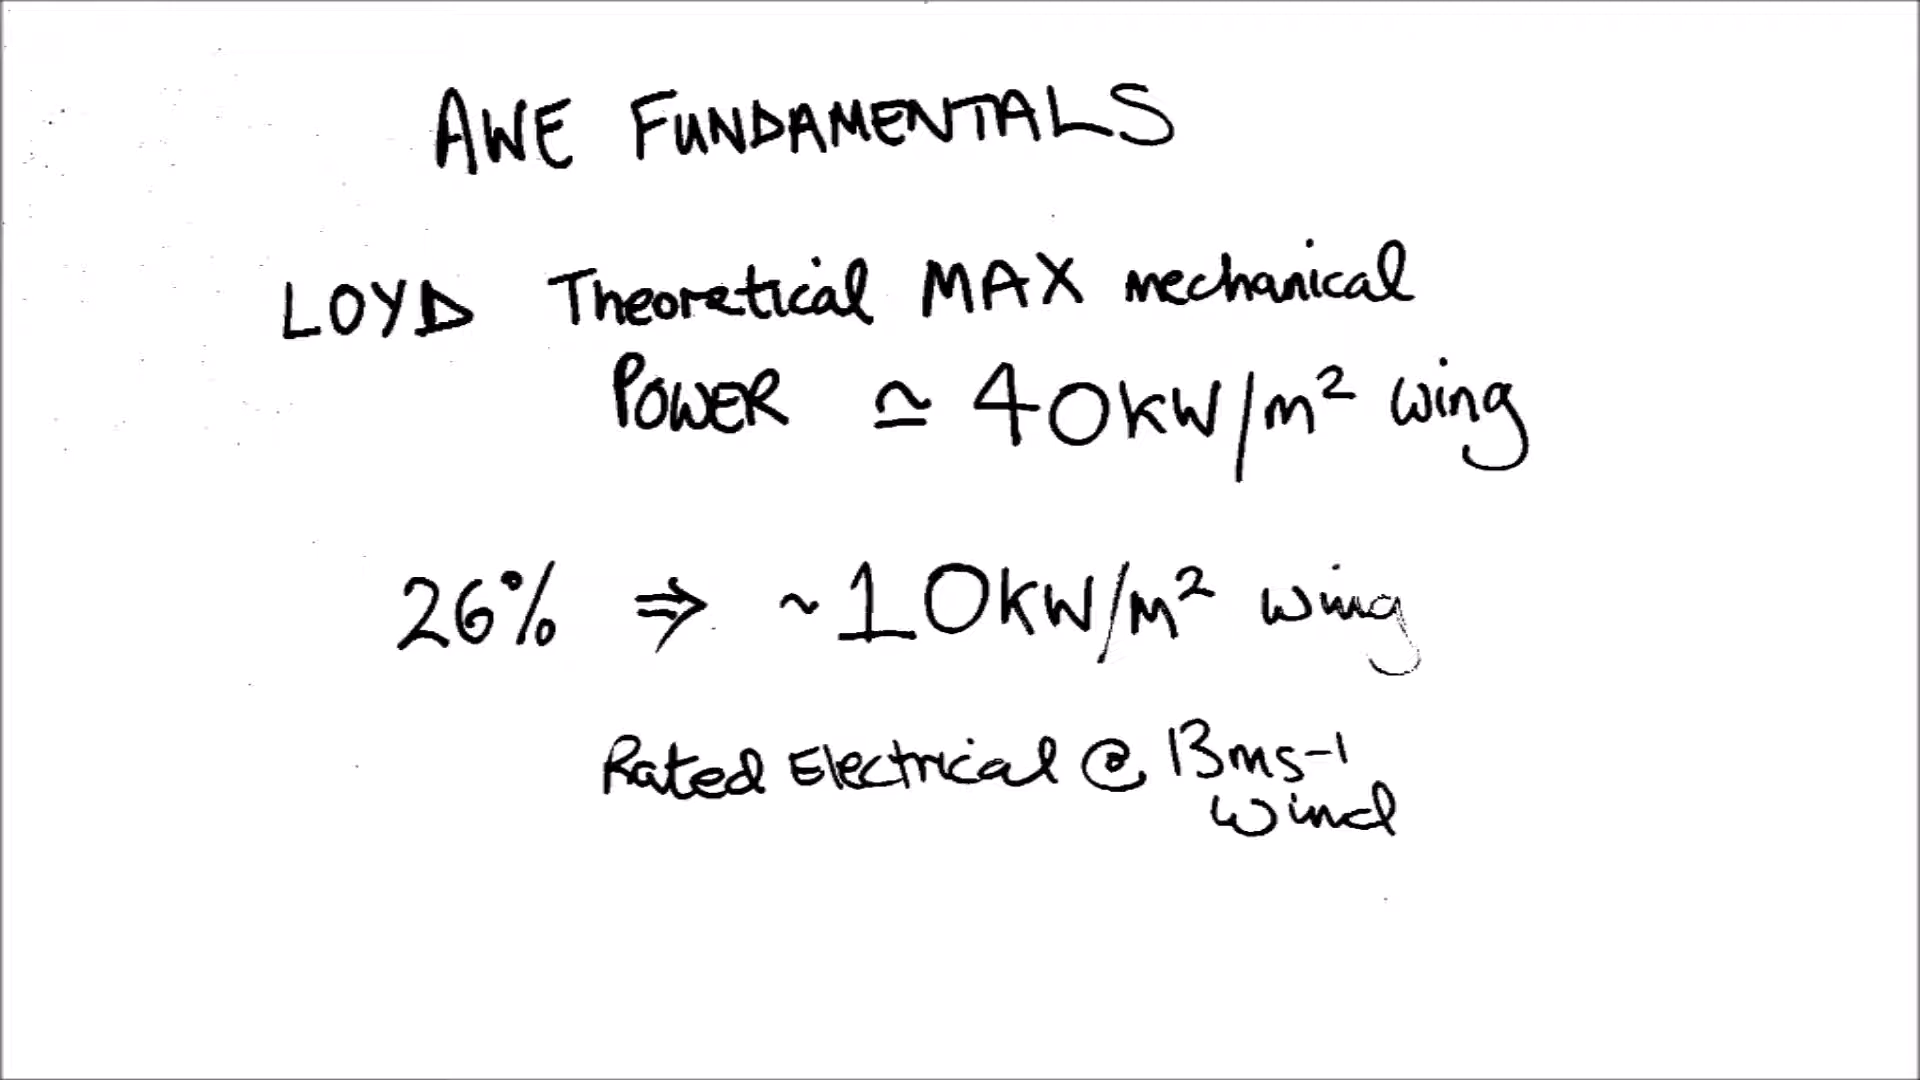 AWE FUNDAMENTALS
LOYD Theoretical MAX mechanical
POWER ≃ 40kW/m² wing
26% ⇒ ~10kW/m² wing
Rated Electrical @ 13ms⁻¹
wind